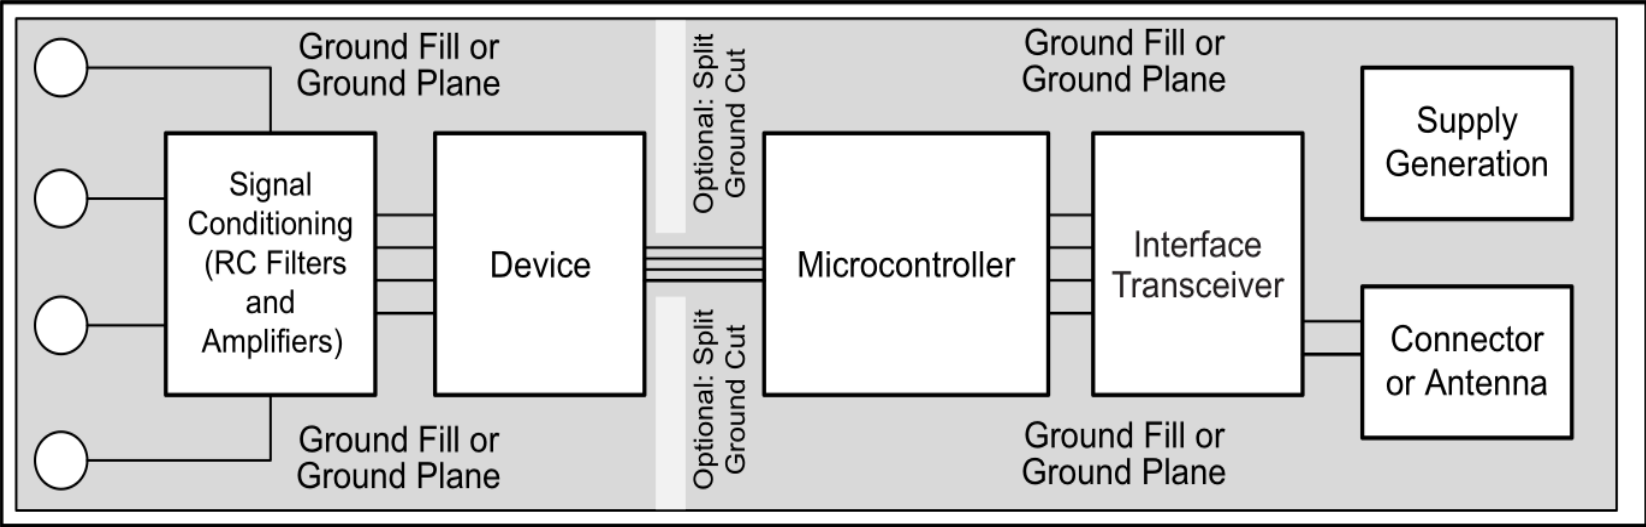 Ground Fill or
Ground Plane
Optional: Split
Ground Cut
Ground Fill or
Ground Plane
Supply
Generation
Signal
Conditioning
(RC Filters
and
Amplifiers)
Device
Microcontroller
Interface
Transceiver
Connector
or Antenna
Ground Fill or
Ground Plane
Optional: Split
Ground Cut
Ground Fill or
Ground Plane